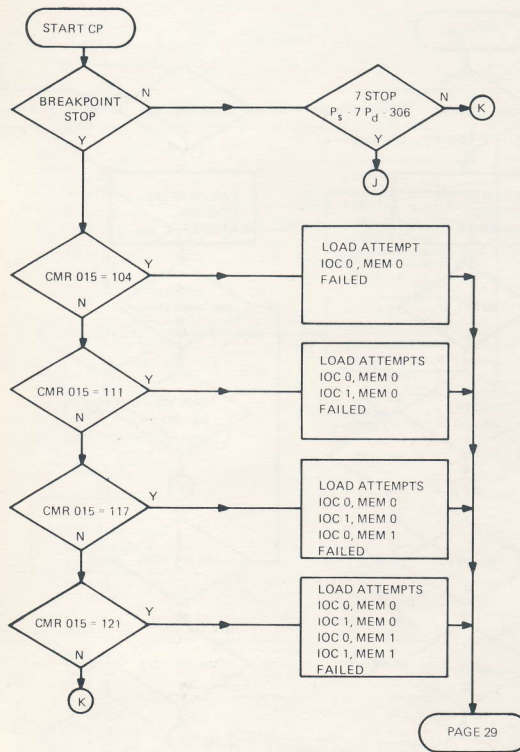 START CP
BREAKPOINT
STOP
N
Y
7 STOP
Ps - 7 Pd - 306
N
K
Y
J
CMR 015 = 104
Y
N
LOAD ATTEMPT
IOC 0, MEM 0
FAILED
CMR 015 = 111
Y
N
LOAD ATTEMPTS
IOC 0, MEM 0
IOC 1, MEM 0
FAILED
CMR 015 = 117
Y
N
LOAD ATTEMPTS
IOC 0, MEM 0
IOC 1, MEM 0
IOC 0, MEM 1
FAILED
CMR 015 = 121
Y
N
LOAD ATTEMPTS
IOC 0, MEM 0
IOC 1, MEM 0
IOC 0, MEM 1
IOC 1, MEM 1
FAILED
K
PAGE 29